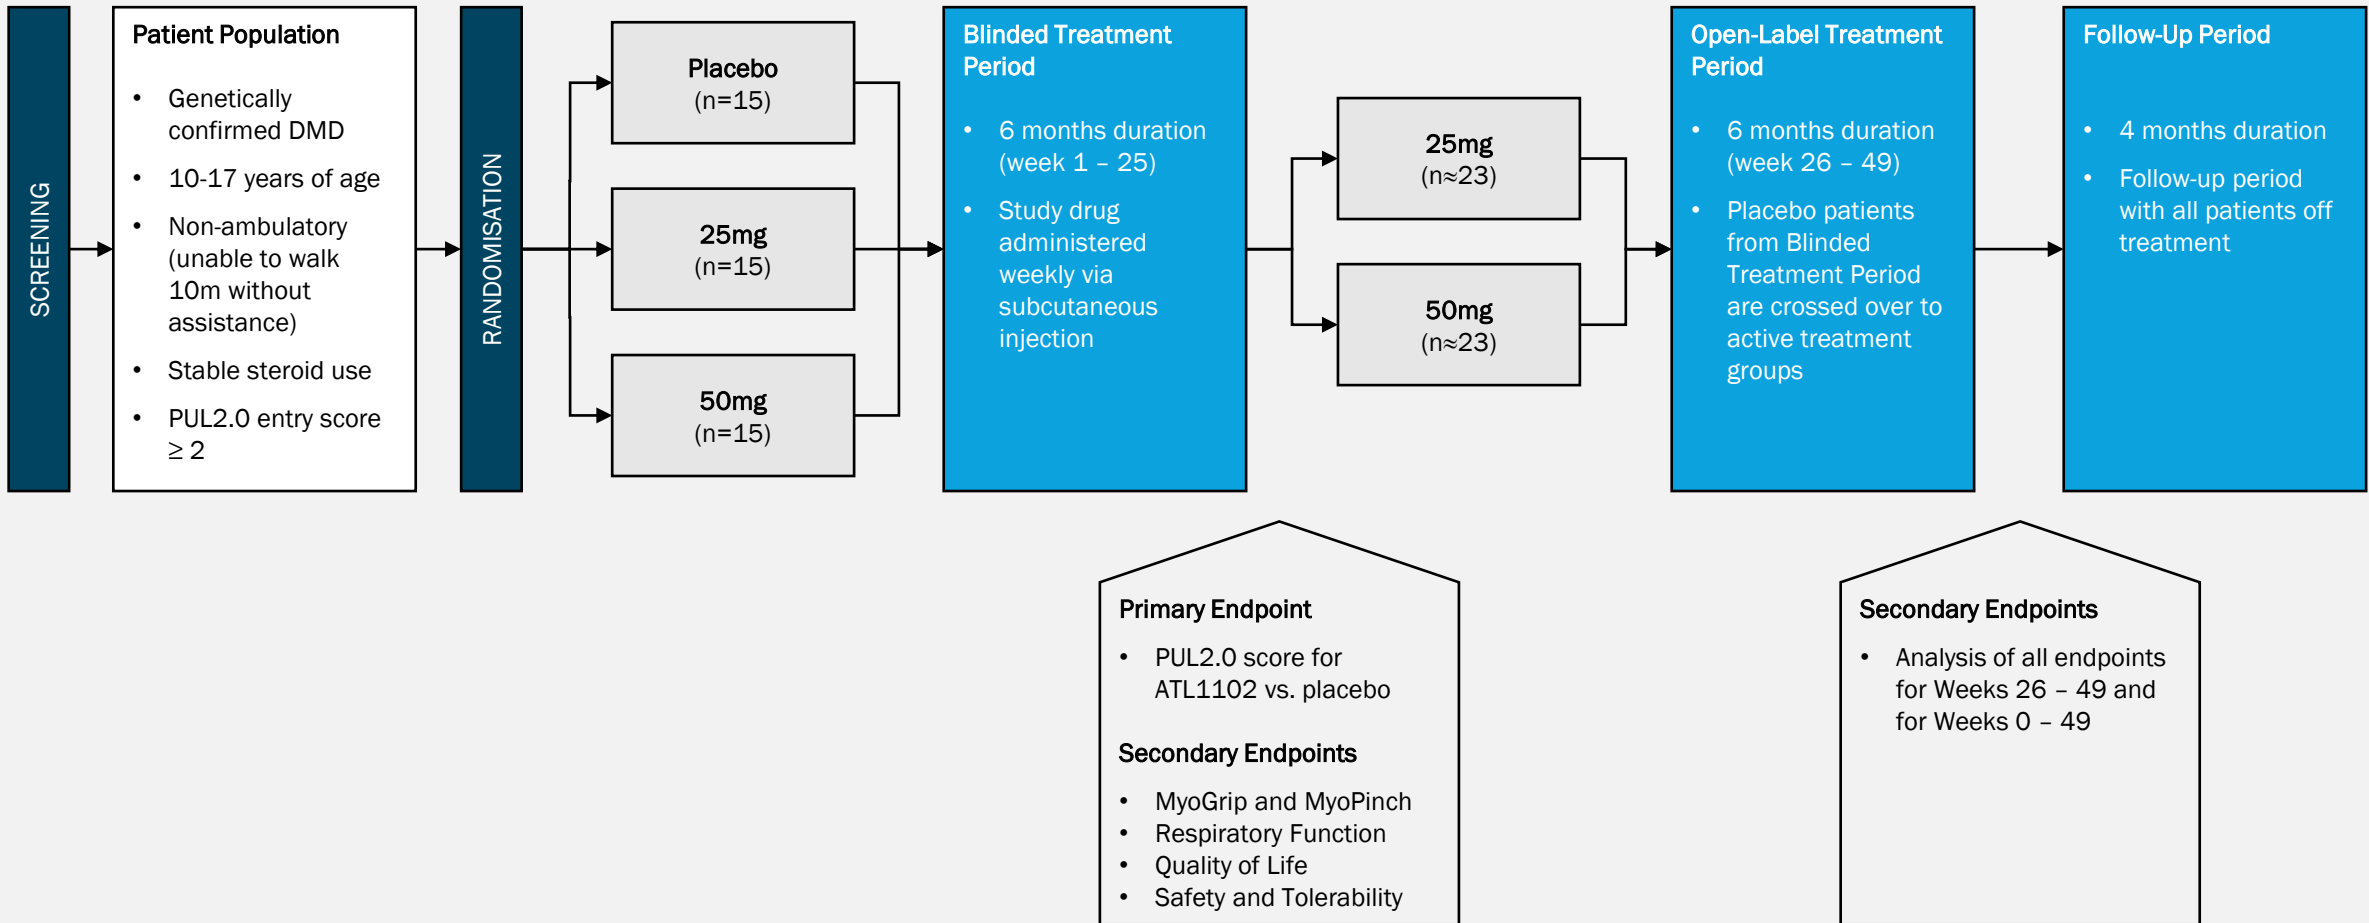 SCREENING
Patient Population
• Genetically
confirmed DMD
• 10-17 years of age
• Non-ambulatory
(unable to walk
10m without
assistance)
• Stable steroid use
• PUL2.0 entry score
≥ 2
RANDOMISATION
Placebo
(n=15)
25mg
(n=15)
50mg
(n=15)
Blinded Treatment
Period
• 6 months duration
(week 1 – 25)
• Study drug
administered
weekly via
subcutaneous
injection
25mg
(n≈23)
50mg
(n≈23)
Open-Label Treatment
Period
• 6 months duration
(week 26 – 49)
• Placebo patients
from Blinded
Treatment Period
are crossed over to
active treatment
groups
Follow-Up Period
• 4 months duration
• Follow-up period
with all patients off
treatment
Primary Endpoint
• PUL2.0 score for
ATL1102 vs. placebo
Secondary Endpoints
• MyoGrip and MyoPinch
• Respiratory Function
• Quality of Life
• Safety and Tolerability
Secondary Endpoints
• Analysis of all endpoints
for Weeks 26 – 49 and
for Weeks 0 – 49